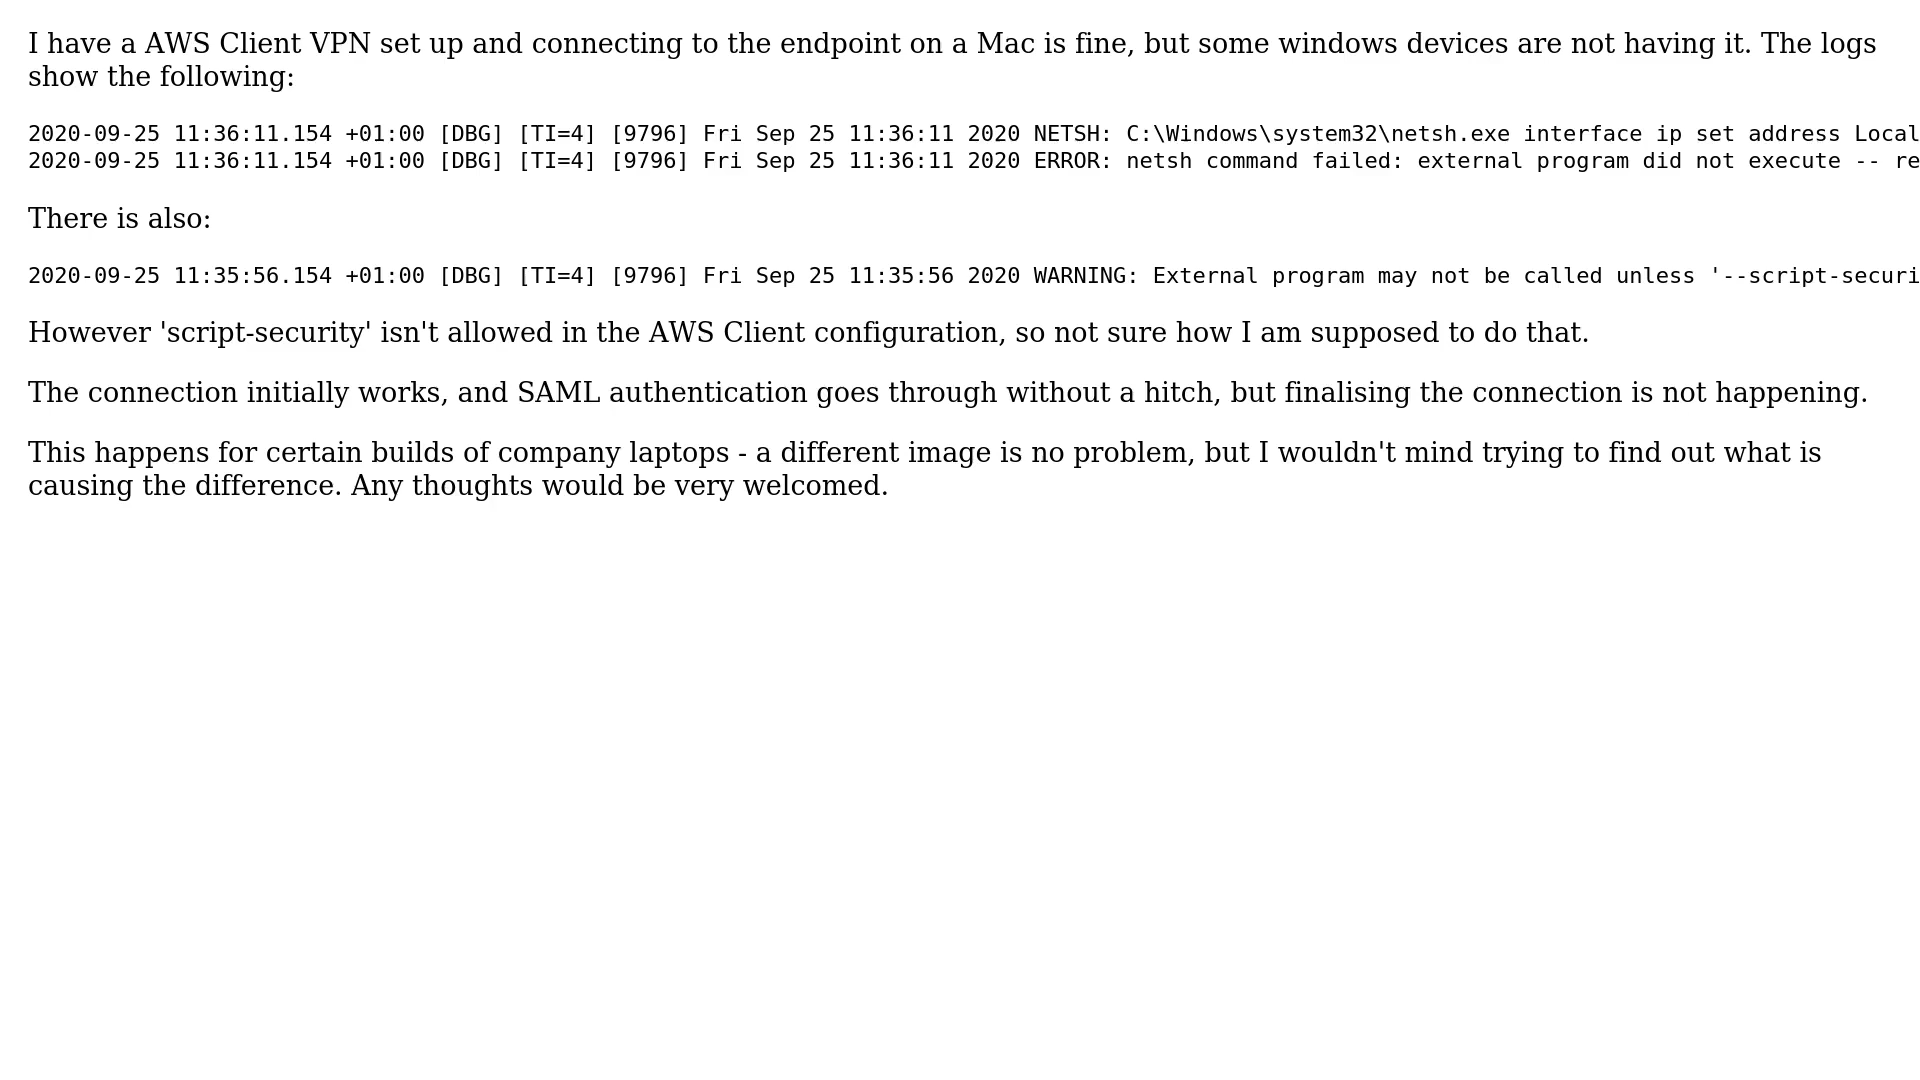 I have a AWS Client VPN set up and connecting to the endpoint on a Mac is fine, but some windows devices are not having it. The logs
show the following:
2020-09-25 11:36:11.154 +01:00 [DBG] [TI=4] [9796] Fri Sep 25 11:36:11 2020 NETSH: C:\Windows\system32\netsh.exe interface ip set address Local
2020-09-25 11:36:11.154 +01:00 [DBG] [TI=4] [9796] Fri Sep 25 11:36:11 2020 ERROR: netsh command failed: external program did not execute -- re
There is also:
2020-09-25 11:35:56.154 +01:00 [DBG] [TI=4] [9796] Fri Sep 25 11:35:56 2020 WARNING: External program may not be called unless '--script-securi
However 'script-security' isn't allowed in the AWS Client configuration, so not sure how I am supposed to do that.
The connection initially works, and SAML authentication goes through without a hitch, but finalising the connection is not happening.
This happens for certain builds of company laptops - a different image is no problem, but I wouldn't mind trying to find out what is
causing the difference. Any thoughts would be very welcomed.